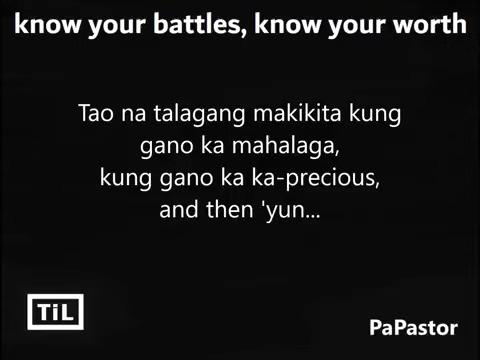 know your battles, know your worth
Tao na talagang makikita kung
gano ka mahalaga,
kung gano ka ka-precious,
and then 'yun...
TiL
PaPastor